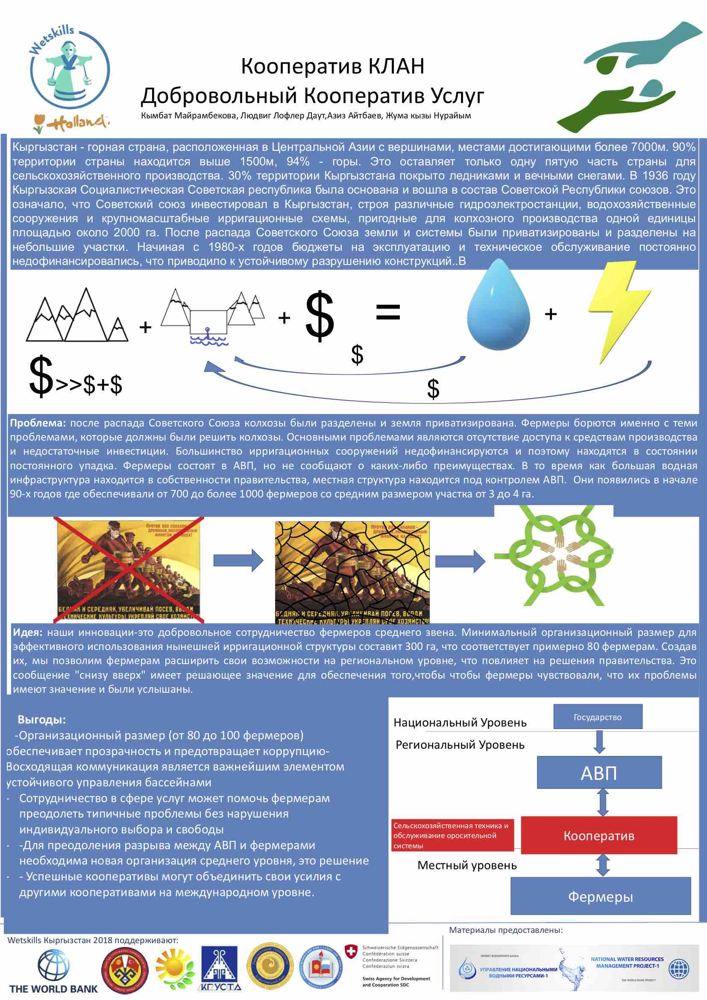 Wetskills
Holland
Кооператив КЛАН
Добровольный Кооператив Услуг
Кымбат Майрамбекова, Людвиг Лофлер Даут,Азиз Айтбаев, Жума кызы Нурайым
Кыргызстан - горная страна, расположенная в Центральной Азии с вершинами, местами достигающими более 7000м. 90%
территории страны находится выше 1500м, 94% - горы. Это оставляет только одну пятую часть страны для
сельскохозяйственного производства. 30% территории Кыргызстана покрыто ледниками и вечными снегами. В 1936 году
Кыргызская Социалистическая Советская республика была основана и вошла в состав Советской Республики союзов. Это
означало, что Советский союз инвестировал в Кыргызстан, строя различные гидроэлектростанции, водохозяйственные
сооружения и крупномасштабные ирригационные схемы, пригодные для колхозного производства одной единицы
площадью около 2000 га. После распада Советского Союза земли и системы были приватизированы и разделены на
небольшие участки. Начиная с 1980-х годов бюджеты на эксплуатацию и техническое обслуживание постоянно
недофинансировались, что приводило к устойчивому разрушению конструкций..В
+ + $ = +
$
$>>$+$
$
Проблема: после распада Советского Союза колхозы были разделены и земля приватизирована. Фермеры борются именно с теми
проблемами, которые должны были решить колхозы. Основными проблемами являются отсутствие доступа к средствам производства
и недостаточные инвестиции. Большинство ирригационных сооружений недофинансируются и поэтому находятся в состоянии
постоянного упадка. Фермеры состоят в АВП, но не сообщают о каких-либо преимуществах. В то время как большая водная
инфраструктура находится в собственности правительства, местная структура находится под контролем АВП. Они появились в начале
90-х годов где обеспечивали от 700 до более 1000 фермеров со средним размером участка от 3 до 4 га.
ДРУЖНЫМ,
БЕДНЯК И СЕРЕДНЯК, УВЕЛИЧИВАЙ ПОСЕВ, ВВОДИ
ТЕХНИЧЕСКИЕ КУЛЬТУРЫ, УКРЕПЛЯЙ СВОЕ ХОЗЯЙСТВО!
БЕДНЯК И СЕРЕДНЯК, УВЕЛИЧИВАЙ ПОСЕВ, ВВОДИ
ТЕХНИЧЕСКИЕ КУЛЬТУРЫ, УКРЕПЛЯЙ СВОЕ ХОЗЯЙСТВО!
Идея: наши инновации-это добровольное сотрудничество фермеров среднего звена. Минимальный организационный размер для
эффективного использования нынешней ирригационной структуры составит 300 га, что соответствует примерно 80 фермерам. Создав
их, мы позволим фермерам расширить свои возможности на региональном уровне, что повлияет на решения правительства. Это
сообщение "снизу вверх" имеет решающее значение для обеспечения того,чтобы чтобы фермеры чувствовали, что их проблемы
имеют значение и были услышаны.
Выгоды:
-Организационный размер (от 80 до 100 фермеров)
обеспечивает прозрачность и предотвращает коррупцию-
Восходящая коммуникация является важнейшим элементом
устойчивого управления бассейнами
- Сотрудничество в сфере услуг может помочь фермерам
преодолеть типичные проблемы без нарушения
индивидуального выбора и свободы
- -Для преодоления разрыва между АВП и фермерами
необходима новая организация среднего уровня, это решение
- - Успешные кооперативы могут объединить свои усилия с
другими кооперативами на международном уровне.
Национальный Уровень
Государство
Региональный Уровень
АВП
Сельскохозяйственная техника и
обслуживание оросительной
системы
Кооператив
Местный уровень
Фермеры
Wetskills Кыргызстан 2018 поддерживают:
THE WORLD BANK
КГУСТА
Schweizerische Eidgenossenschaft
Confédération suisse
Confederazione Svizzera
Confederaziun svizra
Swiss Agency for Development
and Cooperation SDC
Материалы предоставлены:
ПРОЕКТ ВСЕМИРНОГО БАНКА
УПРАВЛЕНИЕ НАЦИОНАЛЬНЫМИ
ВОДНЫМИ РЕСУРСАМИ-1
NATIONAL WATER RESOURCES
MANAGEMENT PROJECT-1
THE WORLD BANK PROJECT